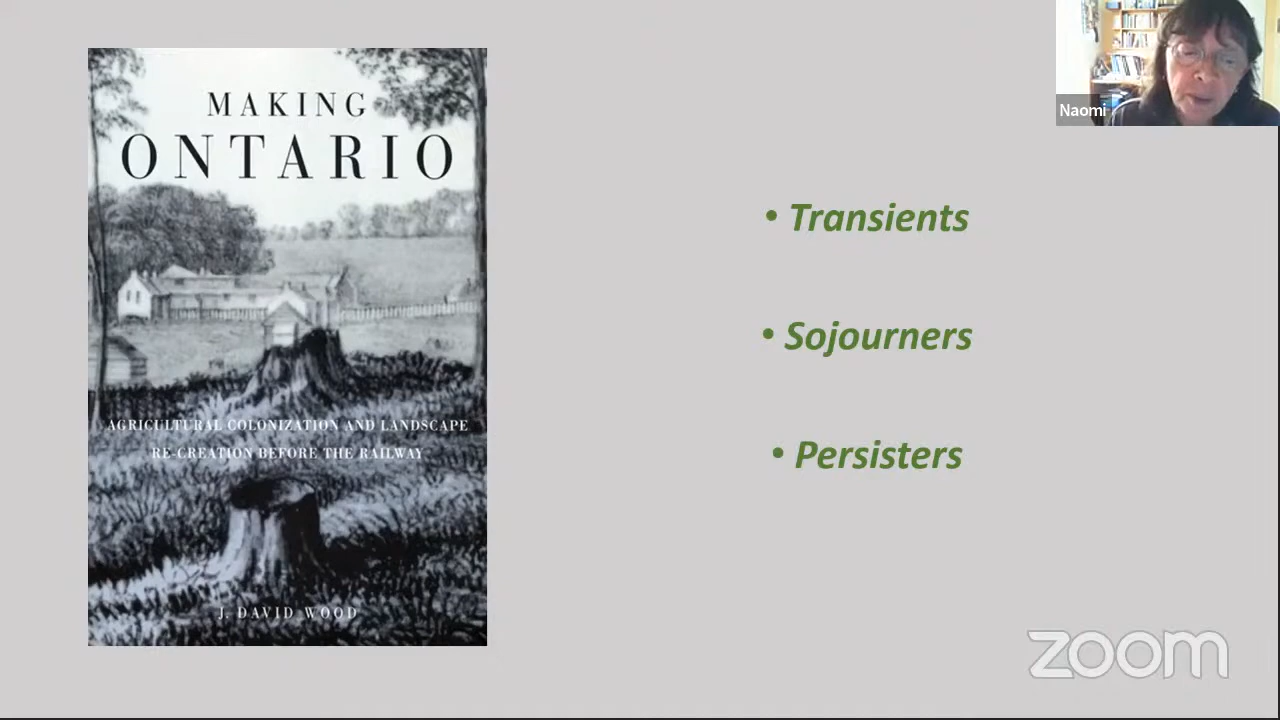 MAKING
ONTARIO
AGRICULTURAL COLONIZATION AND LANDSCAPE
RE-CREATION BEFORE THE RAILWAY
J. DAVID WOOD
• Transients
• Sojourners
• Persisters
Naomi
zoom